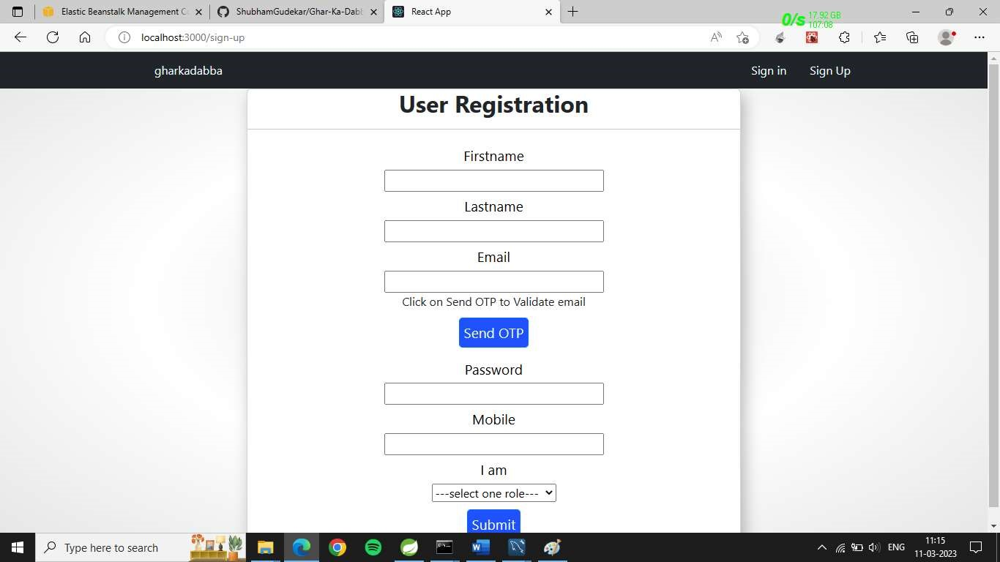 Elastic Beanstalk Management Co
ShubhamGudekar/Ghar-Ka-Dabb
React App
0/s 17.92 GB
107:08
localhost:3000/sign-up
gharkadabba
Sign in
Sign Up
User Registration
Firstname
Lastname
Email
Click on Send OTP to Validate email
Send OTP
Password
Mobile
I am
---select one role---
Submit
Type here to search
ENG
11:15
11-03-2023